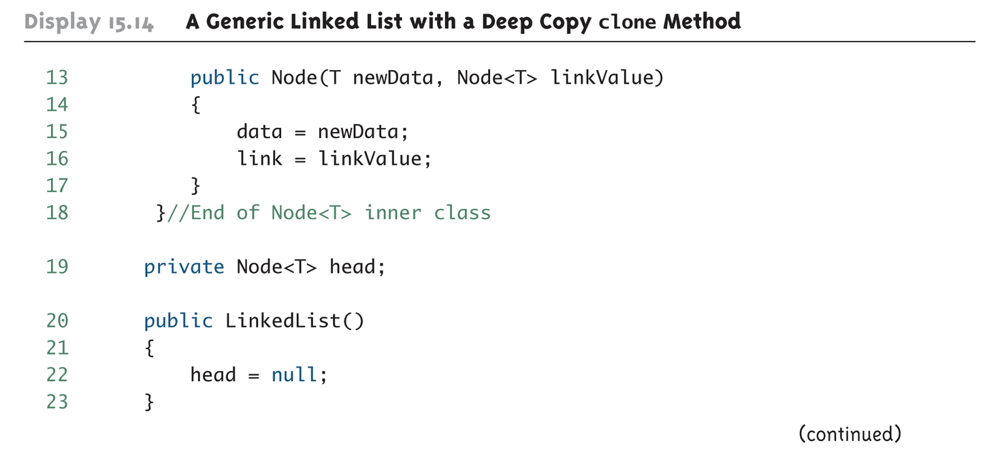 Display 15.14 A Generic Linked List with a Deep Copy clone Method
13 public Node(T newData, Node<T> linkValue)
14 {
15 data = newData;
16 link = linkValue;
17 }
18 }//End of Node<T> inner class
19 private Node<T> head;
20 public LinkedList()
21 {
22 head = null;
23 }
(continued)